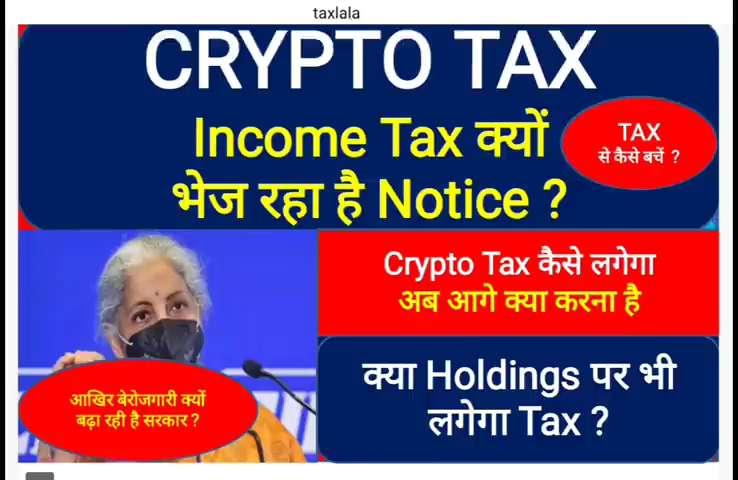 taxlala
CRYPTO TAX
Income Tax क्यों
भेज रहा है Notice ?
TAX
से कैसे बचें ?
Crypto Tax कैसे लगेगा
अब आगे क्या करना है
आखिर बेरोजगारी क्यों
बढ़ा रही है सरकार ?
क्या Holdings पर भी
लगेगा Tax ?